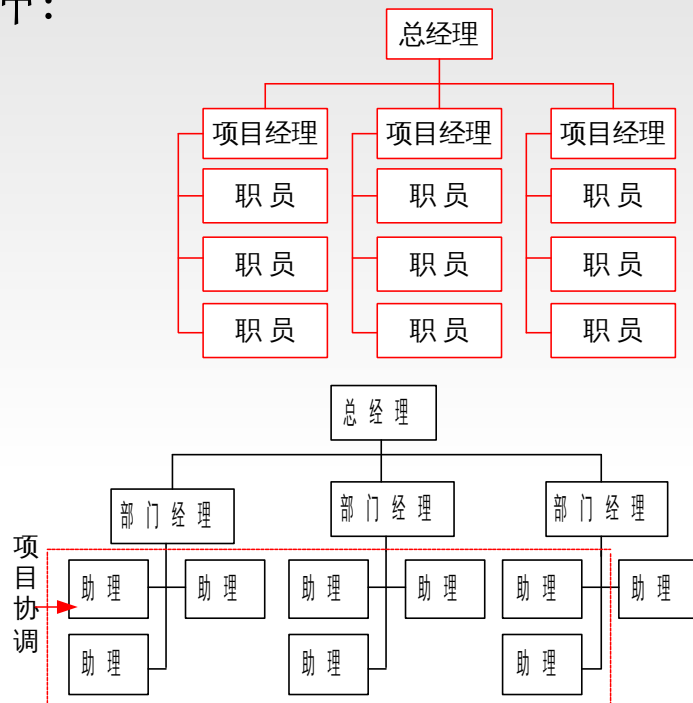 总经理
项目经理 项目经理 项目经理
职员 职员 职员
职员 职员 职员
职员 职员 职员
总经理
部门经理 部门经理 部门经理
项目协调
助理 助理 助理 助理 助理 助理
助理 助理 助理